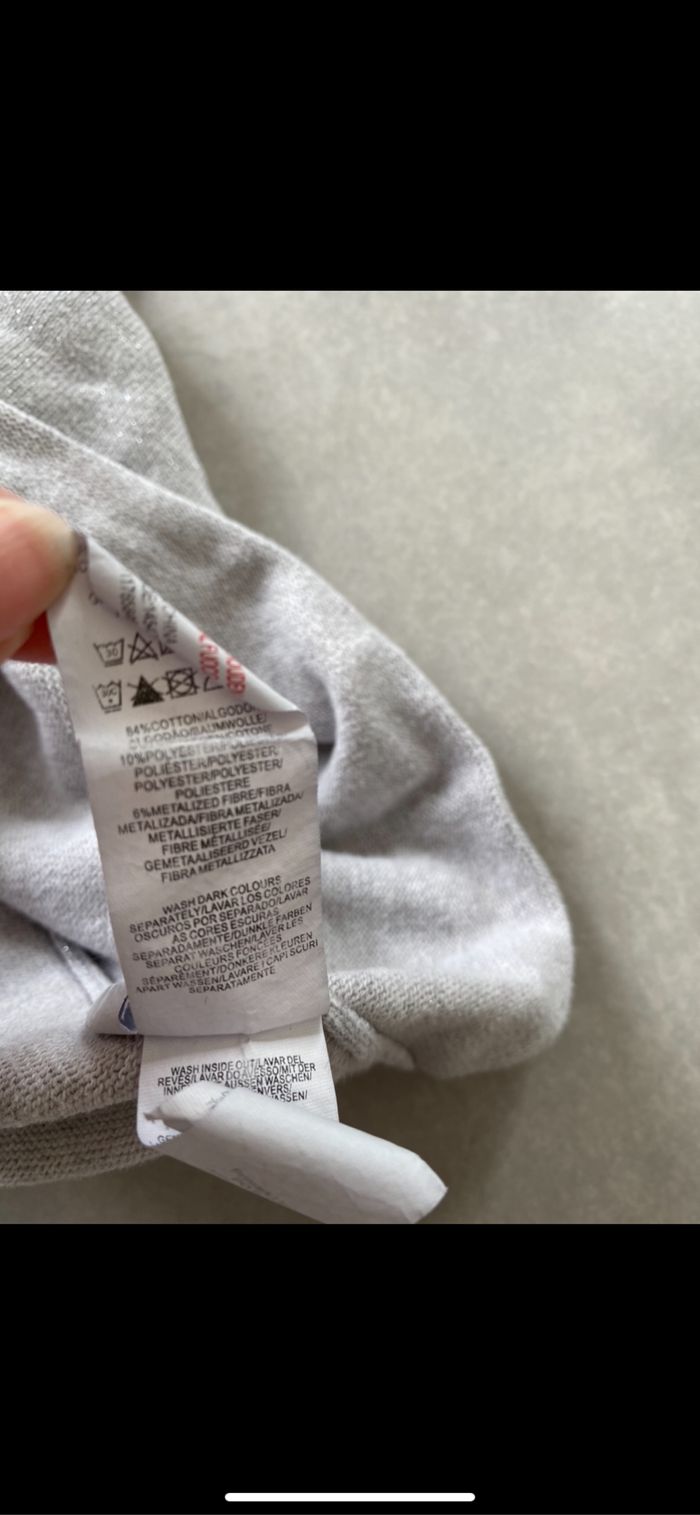 30
84%COTTON/ALGODÓ
ALGODÃO/BAUMWOLLE/
10%POLYESTER/
POLIÉSTER/POLYESTER
POLYESTER/POLYESTER/
POLIESTERE
6%METALIZED FIBRE/FIBRA
METALIZADA/FIBRA METALIZADA/
METALLISIERTE FASER/
FIBRE MÉTALLISÉE/
GEMETAALISEERD VEZEL/
FIBRA METALLIZZATA
WASH DARK COLOURS
SEPARATELY/LAVAR LOS COLORES
OSCUROS POR SEPARADO/LAVAR
AS CORES ESCURAS
SEPARADAMENTE/DUNKLE FARBEN
SEPARAT WASCHEN/LAVER LES
COULEURS FONCÉES
SÉPARÉMENT/DONKERE KLEUREN
APART WASSEN/LAVARE I CAPI SCURI
SEPARATAMENTE
WASH INSIDE OUT/LAVAR DEL
REVÉS/LAVAR DO AVESSO/MIT DER
AUSSEN WASCHEN/
ENVERS/
ASSEN/